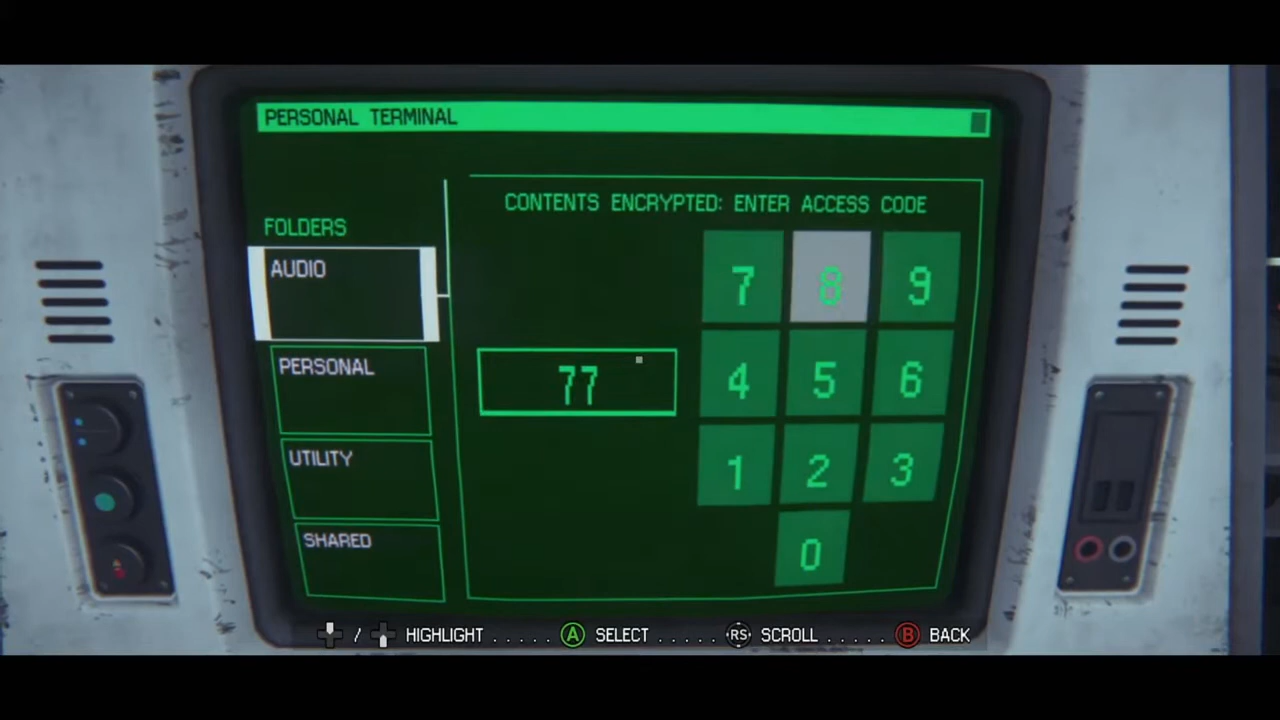 PERSONAL TERMINAL
FOLDERS
AUDIO
PERSONAL
UTILITY
SHARED
CONTENTS ENCRYPTED: ENTER ACCESS CODE
77
7 8 9
4 5 6
1 2 3
0
/ HIGHLIGHT ..... A SELECT ..... RS SCROLL ..... B BACK